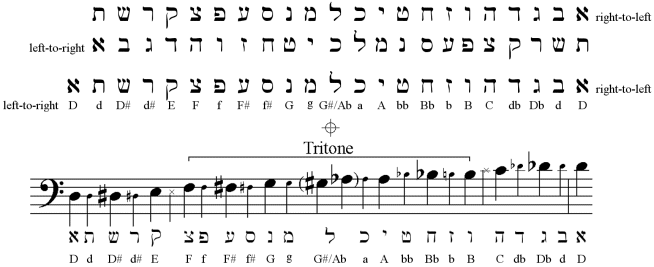 א ב ג ד ה ו ז ח ט י כ ל מ נ ס ע פ צ ק ר ש ת right-to-left
left-to-right א ב ג ד ה ו ז ח ט י כ ל מ נ ס ע פ צ ק ר ש ת
א ב ג ד ה ו ז ח ט י כ ל מ נ ס ע פ צ ק ר ש ת א right-to-left
left-to-right D d D# d# E F f F# f# G g G#/Ab a A bb Bb b B C db Db d D
Tritone
א ב ג ד ה ו ז ח ט י כ ל מ נ ס ע פ צ ק ר ש ת א
D d D# d# E F f F# f# G g G#/Ab a A bb Bb b B C db Db d D